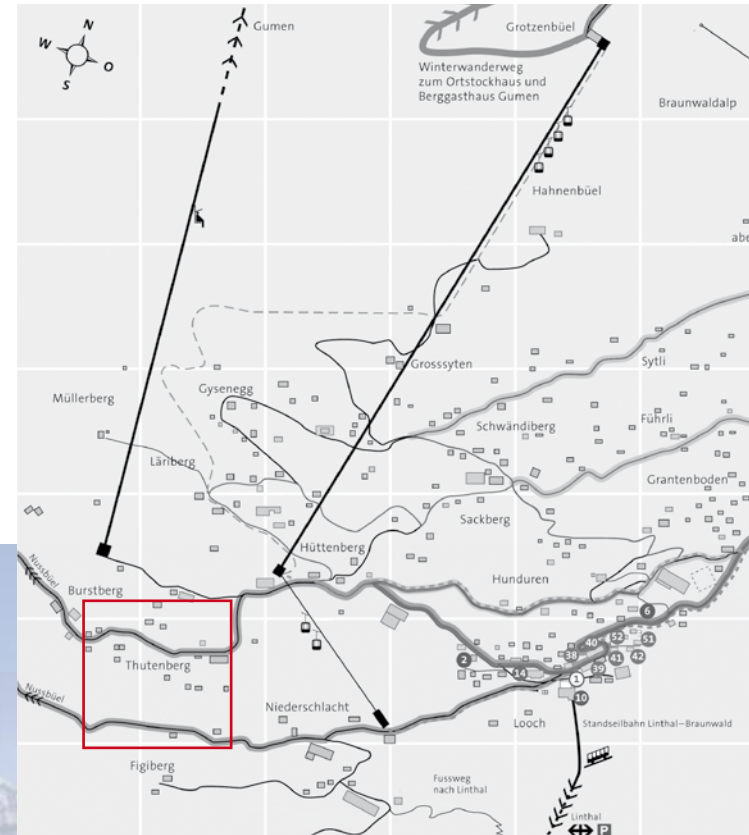 N
W
O
S
Gumen
Grotzenbüel
Winterwanderweg
zum Ortstockhaus und
Berggasthaus Gumen
Braunwaldalp
Hahnenbüel
Grosssyten
Sytli
Müllerberg
Gysenegg
Schwändiberg
Führli
Läriberg
Grantenboden
Sackberg
Hüttenberg
Nussbüel
Hunduren
Burstberg
6
Thutenberg
40
52
51
38
41
42
2
14
39
1
10
Nussbüel
Niederschlacht
Looch
Standseilbahn Linthal–Braunwald
Figiberg
Fussweg
nach Linthal
Linthal
P